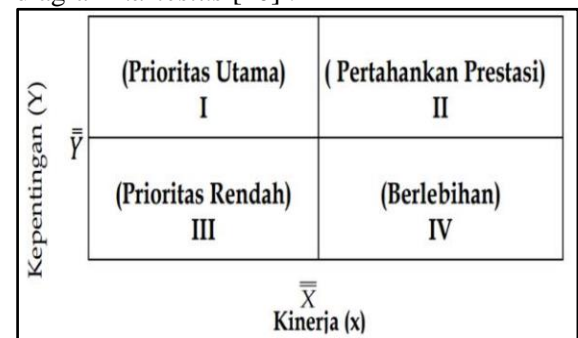 (Prioritas Utama) ( Pertahankan Prestasi)
I II
Kepentingan (Y)
Y̿
(Prioritas Rendah) (Berlebihan)
III IV
X̿
Kinerja (x)